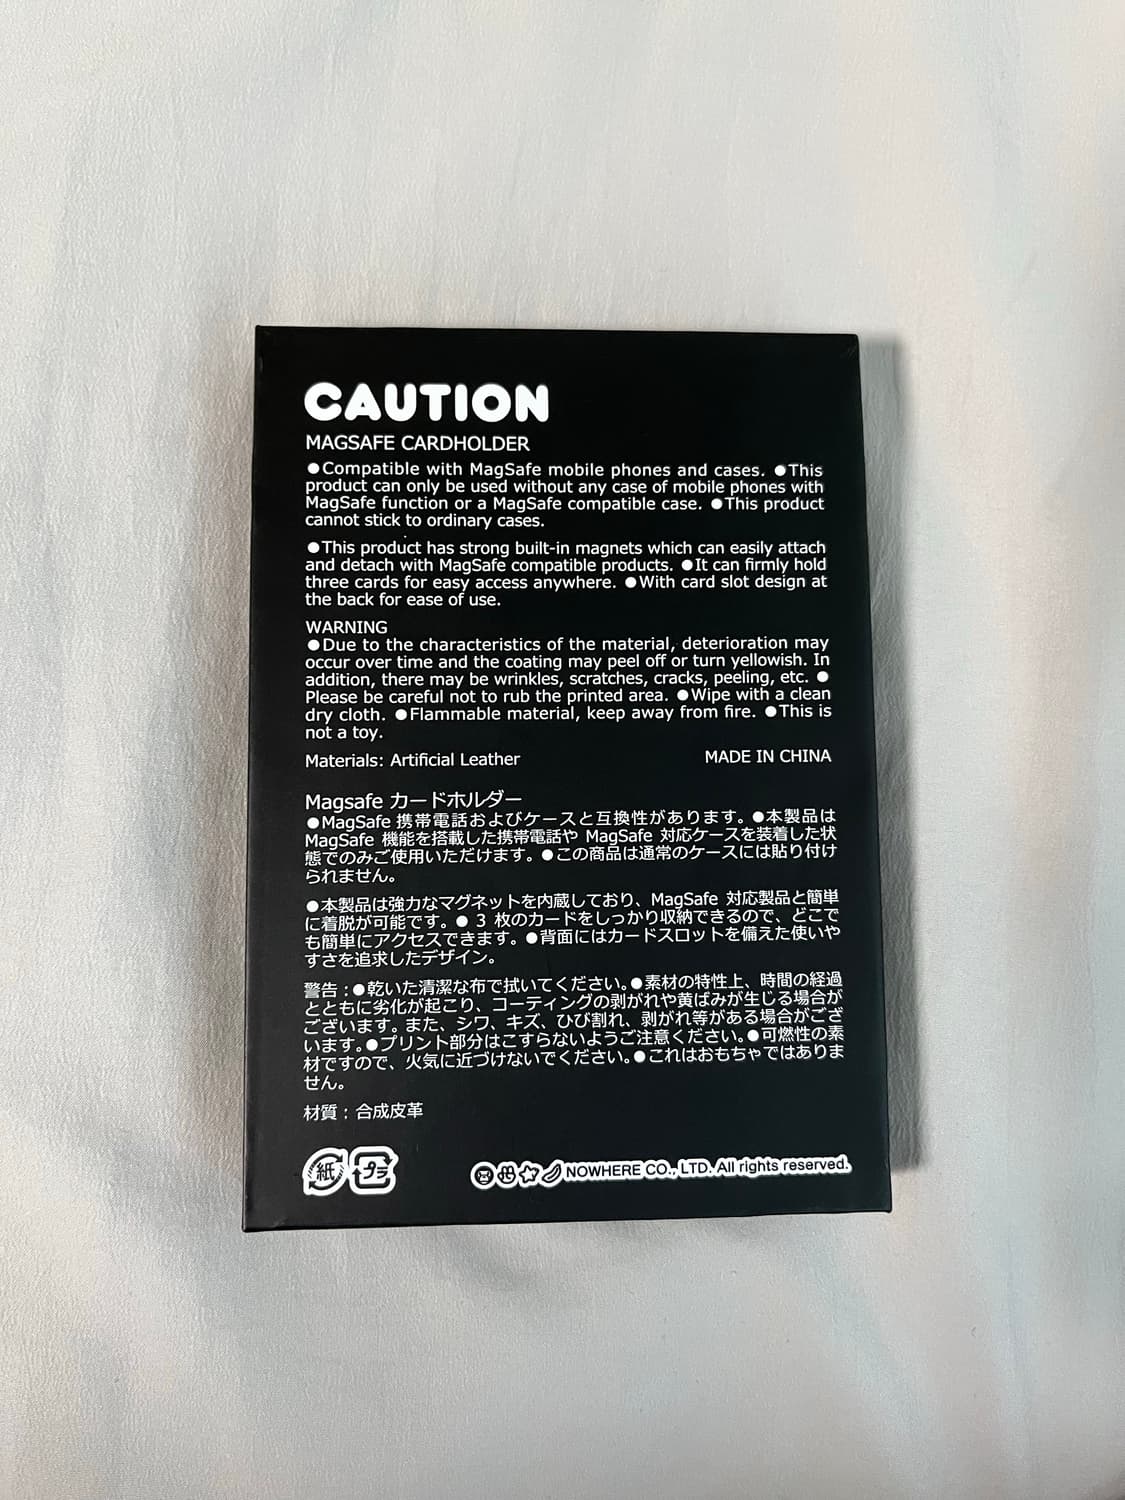 CAUTION
MAGSAFE CARDHOLDER
●Compatible with MagSafe mobile phones and cases. ●This
product can only be used without any case of mobile phones with
MagSafe function or a MagSafe compatible case. ●This product
cannot stick to ordinary cases.
●This product has strong built-in magnets which can easily attach
and detach with MagSafe compatible products. ●It can firmly hold
three cards for easy access anywhere. ●With card slot design at
the back for ease of use.
WARNING
●Due to the characteristics of the material, deterioration may
occur over time and the coating may peel off or turn yellowish. In
addition, there may be wrinkles, scratches, cracks, peeling, etc. ●
Please be careful not to rub the printed area. ●Wipe with a clean
dry cloth. ●Flammable material, keep away from fire. ●This is
not a toy.
Materials: Artificial Leather MADE IN CHINA
Magsafe カードホルダー
●MagSafe 携帯電話およびケースと互換性があります。●本製品は
MagSafe 機能を搭載した携帯電話や MagSafe 対応ケースを装着した状
態でのみご使用いただけます。●この商品は通常のケースには貼り付け
られません。
●本製品は強力なマグネットを内蔵しており、MagSafe 対応製品と簡単
に着脱が可能です。● 3 枚のカードをしっかり収納できるので、どこで
も簡単にアクセスできます。●背面にはカードスロットを備えた使いや
すさを追求したデザイン。
警告：●乾いた清潔な布で拭いてください。●素材の特性上、時間の経過
とともに劣化が起こり、コーティングの剥がれや黄ばみが生じる場合が
ございます。また、シワ、キズ、ひび割れ、剥がれ等がある場合がござ
います。●プリント部分はこすらないようご注意ください。●可燃性の素
材ですので、火気に近づけないでください。●これはおもちゃではありま
せん。
材質：合成皮革
紙 プラ NOWHERE CO., LTD. All rights reserved.